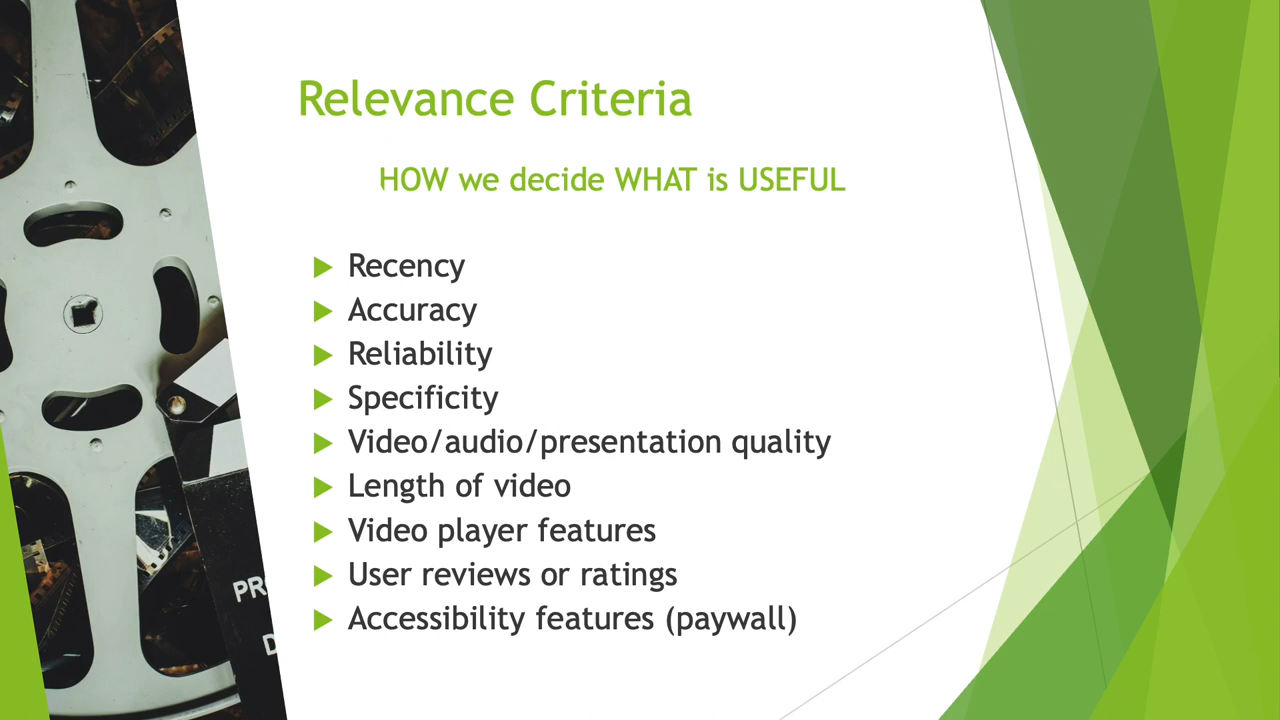 Relevance Criteria
HOW we decide WHAT is USEFUL
Recency
Accuracy
Reliability
Specificity
Video/audio/presentation quality
Length of video
Video player features
User reviews or ratings
Accessibility features (paywall)